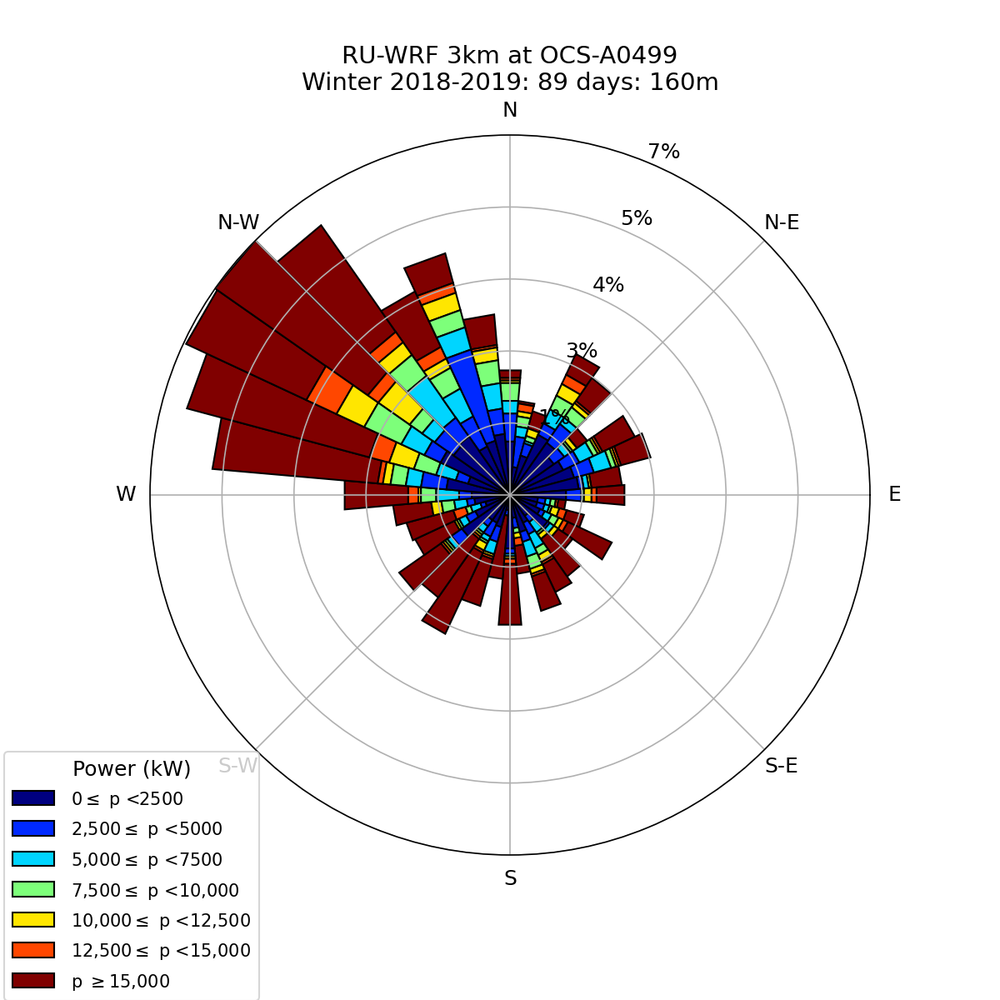 RU-WRF 3km at OCS-A0499
Winter 2018-2019: 89 days: 160m
N
7%
N-W
5%
N-E
4%
3%
1%
W
E
S-W
S-E
S
Power (kW)
0≤ p <2500
2,500≤ p <5000
5,000≤ p <7500
7,500≤ p <10,000
10,000≤ p <12,500
12,500≤ p <15,000
p ≥15,000